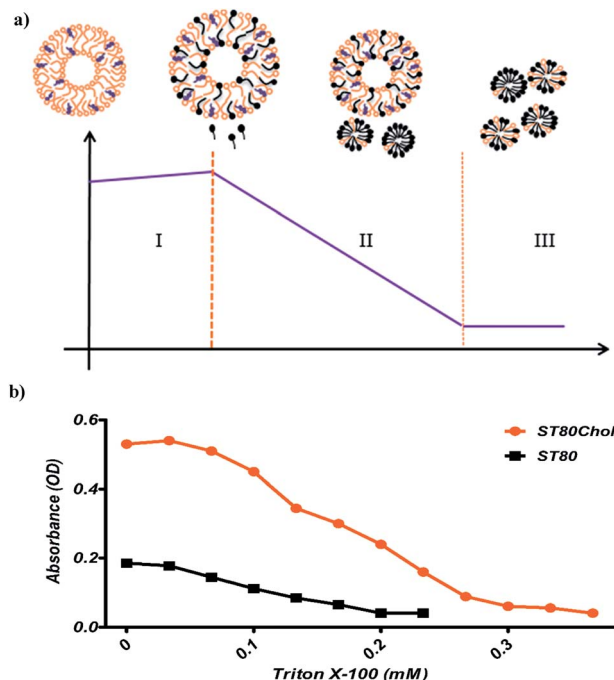 a)
I
II
III
b)
0.6
ST80Chol
ST80
0.4
0.2
0.0
Absorbance (OD)
0
0.1
0.2
0.3
Triton X-100 (mM)